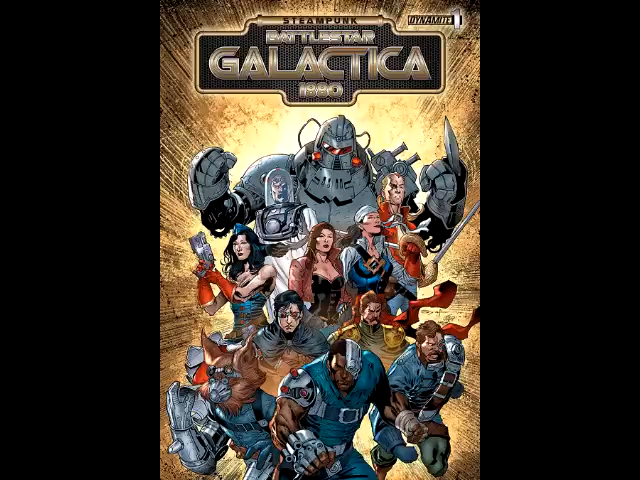 STEAMPUNK
BATTLESTAR
GALACTICA
1880
DYNAMITE 1